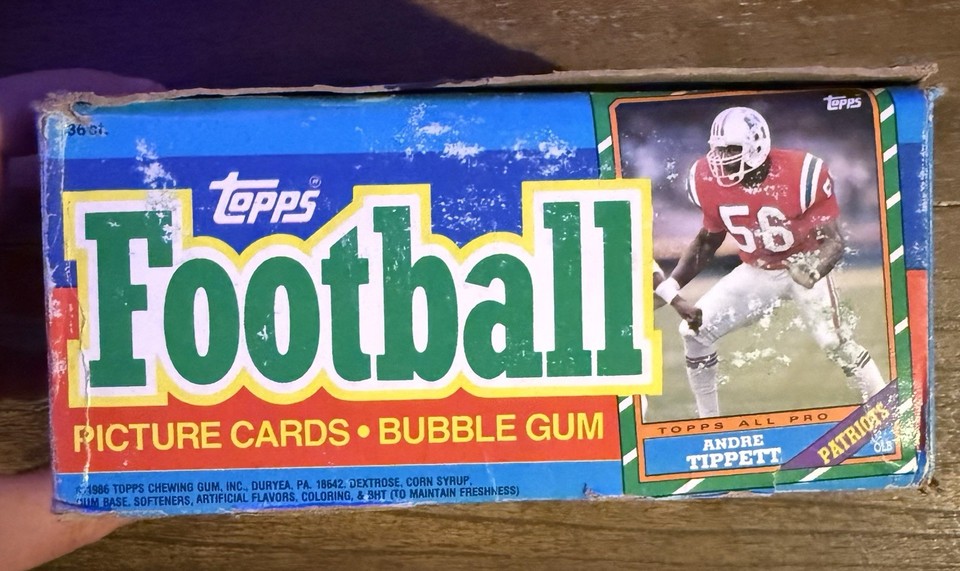 36 ct.
topps
Football
PICTURE CARDS • BUBBLE GUM
© 1986 TOPPS CHEWING GUM, INC., DURYEA, PA. 18642. DEXTROSE, CORN SYRUP,
GUM BASE, SOFTENERS, ARTIFICIAL FLAVORS, COLORING, & BHT (TO MAINTAIN FRESHNESS)
topps
56
TOPPS ALL PRO
ANDRE
TIPPETT
PATRIOTS
OLB